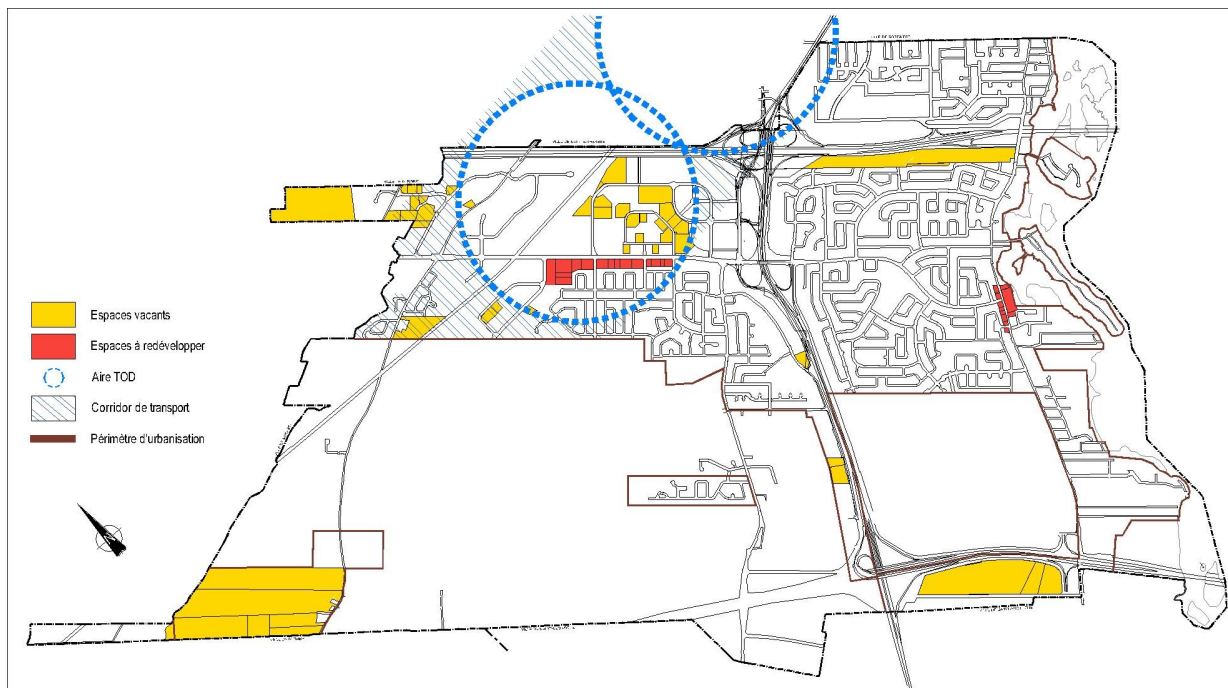 Espaces vacants
Espaces à redévelopper
Aire TOD
Corridor de transport
Périmètre d'urbanisation